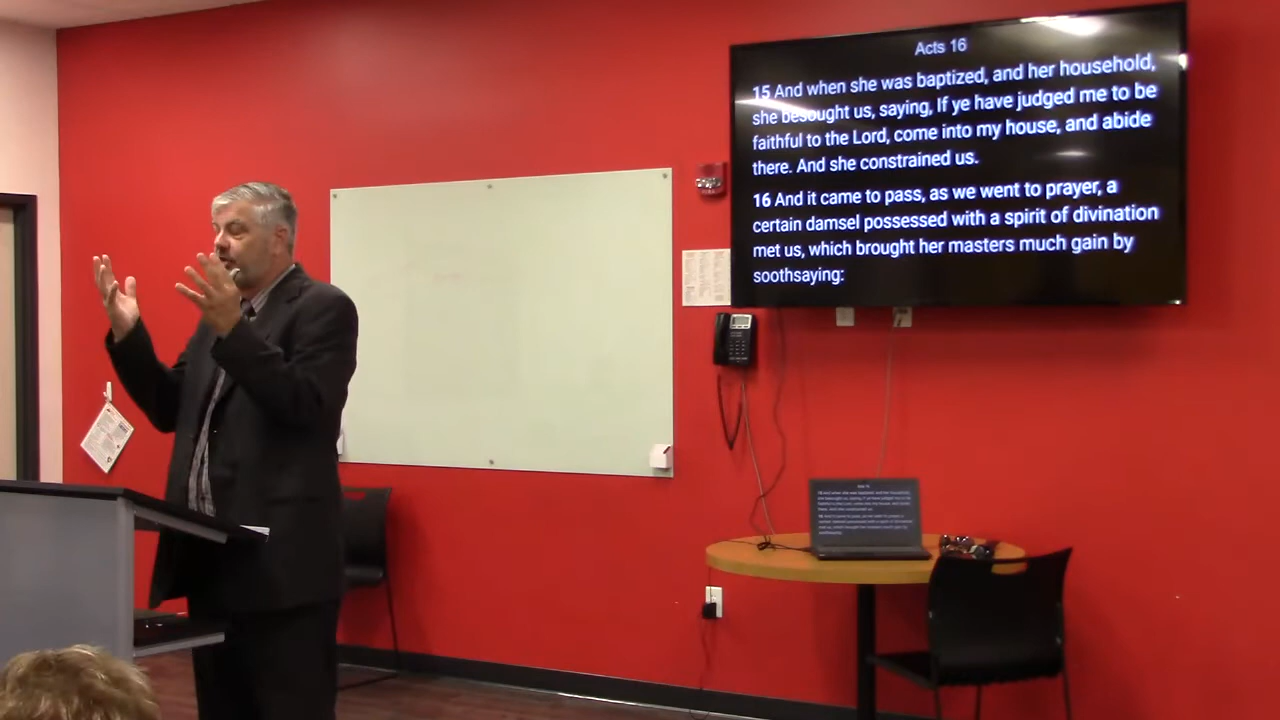 Acts 16
15 And when she was baptized, and her household,
she besought us, saying, If ye have judged me to be
faithful to the Lord, come into my house, and abide
there. And she constrained us.
16 And it came to pass, as we went to prayer, a
certain damsel possessed with a spirit of divination
met us, which brought her masters much gain by
soothsaying: